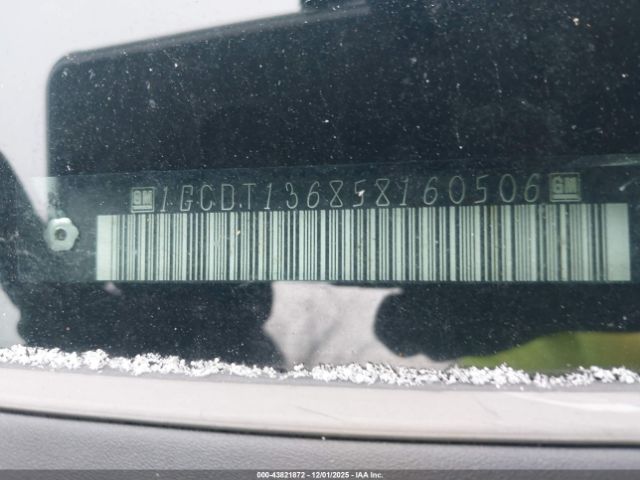 GM 1GCDT136858160506 GM
000-43821872 - 12/01/2025 - IAA Inc.